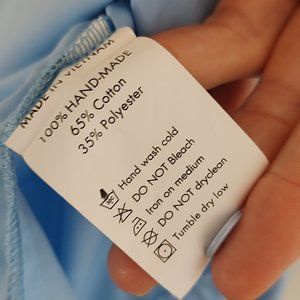 MADE IN VIETNAM
100% HAND-MADE
65% Cotton
35% Polyester
Hand wash cold
DO NOT Bleach
Iron on medium
DO NOT dryclean
Tumble dry low